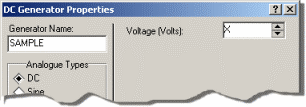 DC Generator Properties
Generator Name:
SAMPLE
Voltage (Volts):
X
Analogue Types
DC
Sine